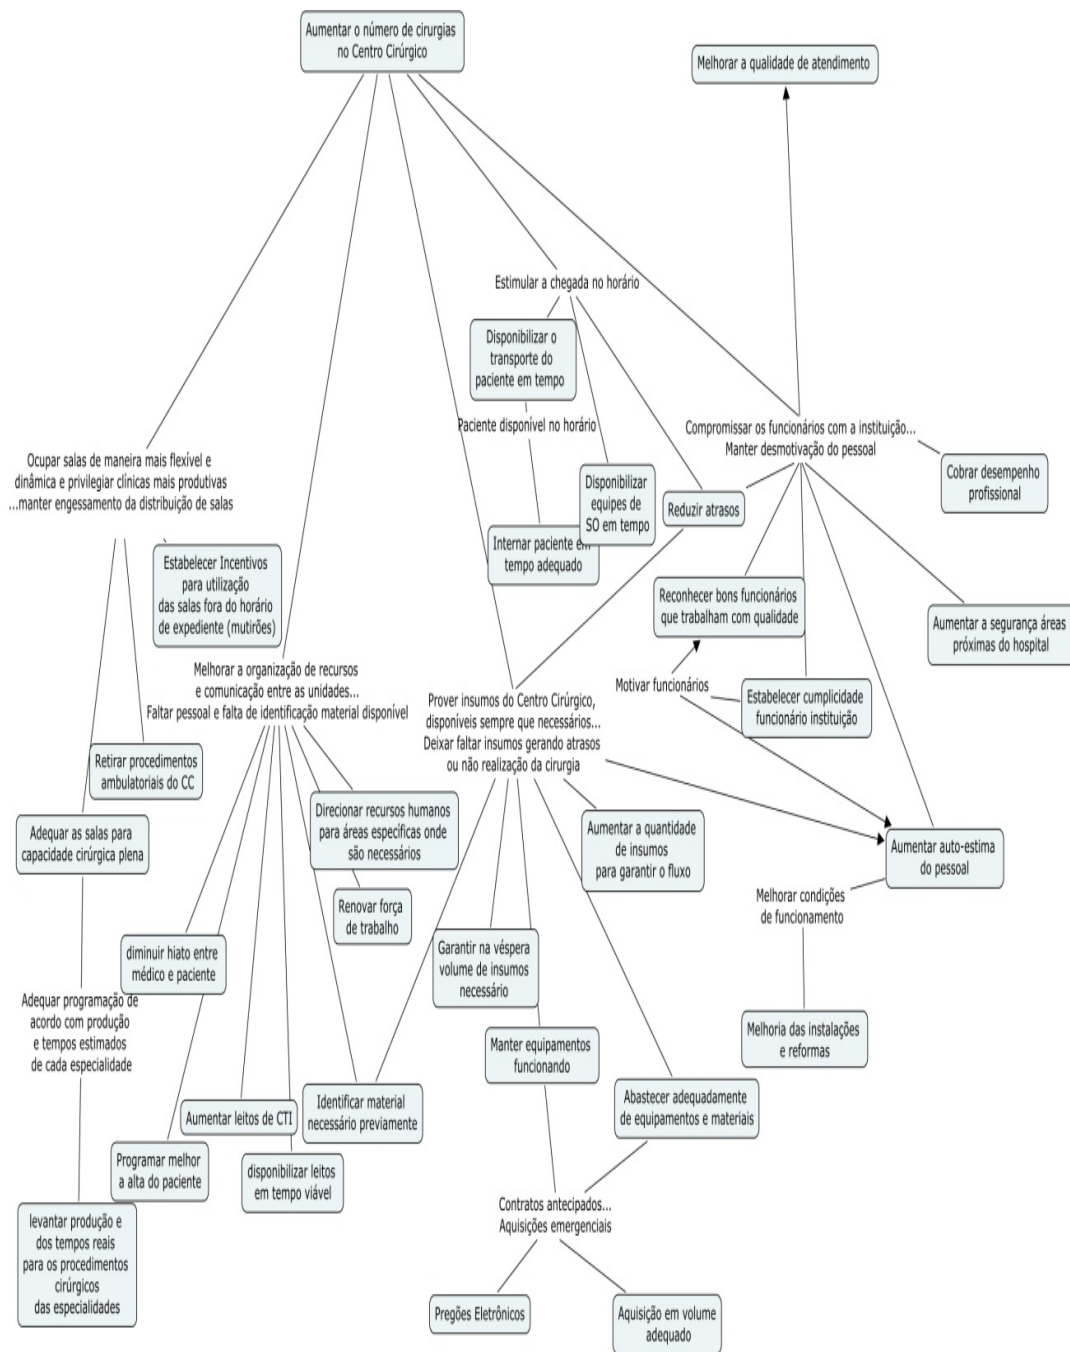 Aumentar o número de cirurgias
no Centro Cirúrgico
Melhorar a qualidade de atendimento
Estimular a chegada no horário
Disponibilizar o
transporte do
paciente em tempo
Paciente disponível no horário
Compromissar os funcionários com a instituição...
Manter desmotivação do pessoal
Ocupar salas de maneira mais flexível e
dinâmica e privilegiar clínicas mais produtivas
...manter engessamento da distribuição de salas
Cobrar desempenho
profissional
Disponibilizar
equipes de
SO em tempo
Reduzir atrasos
Internar paciente em
tempo adequado
Estabelecer Incentivos
para utilização
das salas fora do horário
de expediente (mutirões)
Reconhecer bons funcionários
que trabalham com qualidade
Aumentar a segurança áreas
próximas do hospital
Melhorar a organização de recursos
e comunicação entre as unidades...
Faltar pessoal e falta de identificação material disponível
Motivar funcionários
Estabelecer cumplicidade
funcionário instituição
Prover insumos do Centro Cirúrgico,
disponíveis sempre que necessários...
Deixar faltar insumos gerando atrasos
ou não realização da cirurgia
Retirar procedimentos
ambulatoriais do CC
Direcionar recursos humanos
para áreas específicas onde
são necessários
Adequar as salas para
capacidade cirúrgica plena
Aumentar a quantidade
de insumos
para garantir o fluxo
Aumentar auto-estima
do pessoal
Renovar força
de trabalho
Melhorar condições
de funcionamento
diminuir hiato entre
médico e paciente
Garantir na véspera
volume de insumos
necessário
Adequar programação de
acordo com produção
e tempos estimados
de cada especialidade
Melhoria das instalações
e reformas
Manter equipamentos
funcionando
Aumentar leitos de CTI
Identificar material
necessário previamente
Abastecer adequadamente
de equipamentos e materiais
Programar melhor
a alta do paciente
disponibilizar leitos
em tempo viável
Contratos antecipados...
Aquisições emergenciais
levantar produção e
dos tempos reais
para os procedimentos
cirúrgicos
das especialidades
Pregões Eletrônicos
Aquisição em volume
adequado